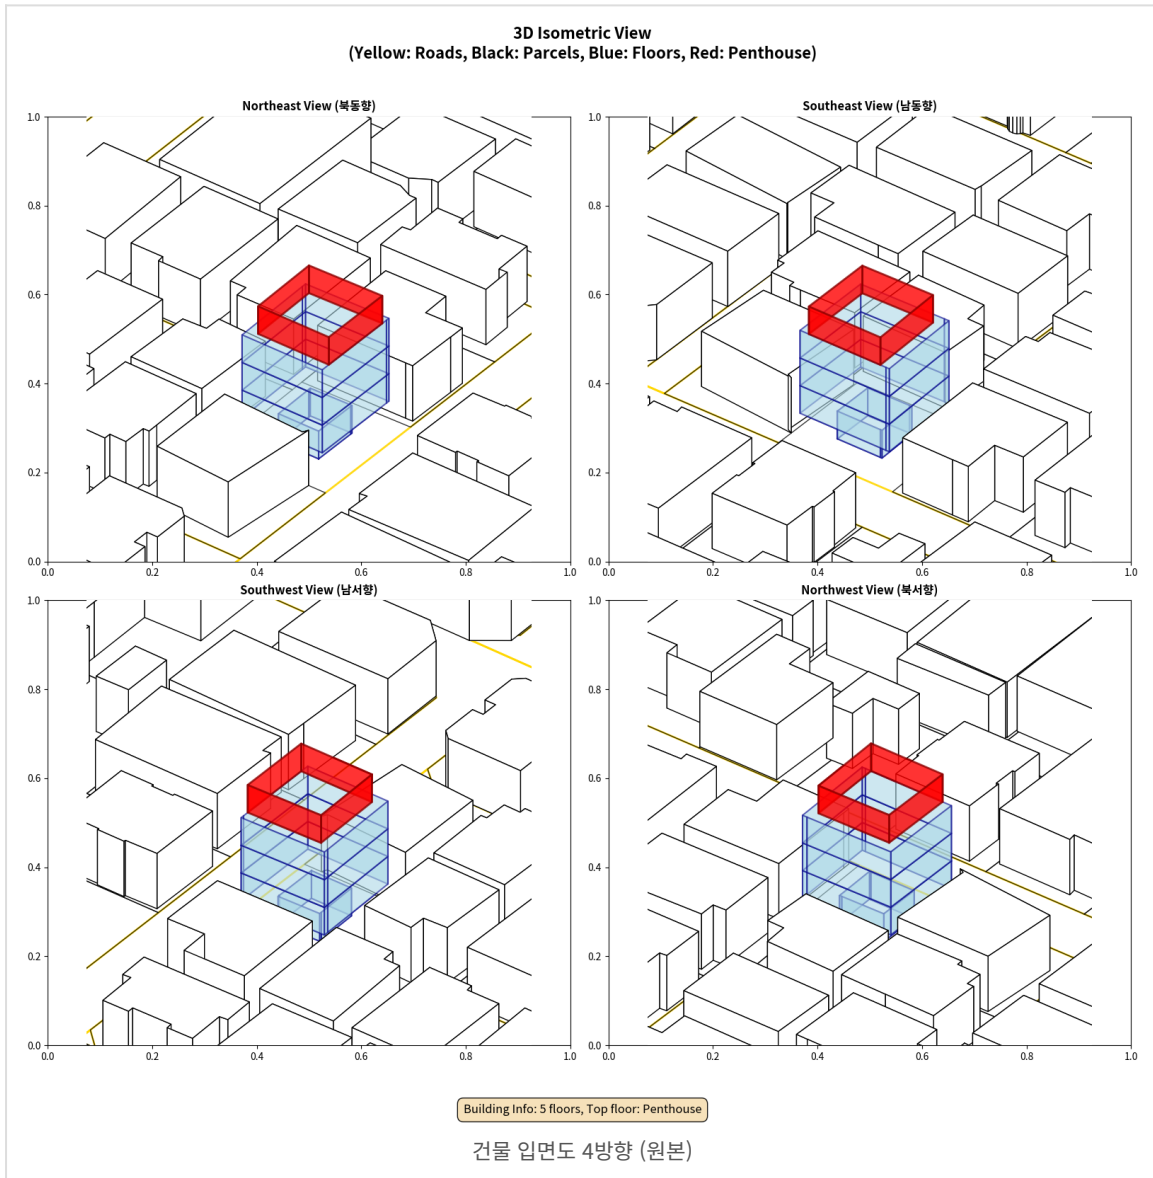 3D Isometric View
(Yellow: Roads, Black: Parcels, Blue: Floors, Red: Penthouse)
Northeast View (북동향)
1.0
0.8
0.6
0.4
0.2
0.0
0.0 0.2 0.4 0.6 0.8 1.0
Southeast View (남동향)
1.0
0.8
0.6
0.4
0.2
0.0
0.0 0.2 0.4 0.6 0.8 1.0
Southwest View (남서향)
1.0
0.8
0.6
0.4
0.2
0.0
0.0 0.2 0.4 0.6 0.8 1.0
Northwest View (북서향)
1.0
0.8
0.6
0.4
0.2
0.0
0.0 0.2 0.4 0.6 0.8 1.0
Building Info: 5 floors, Top floor: Penthouse
건물 입면도 4방향 (원본)